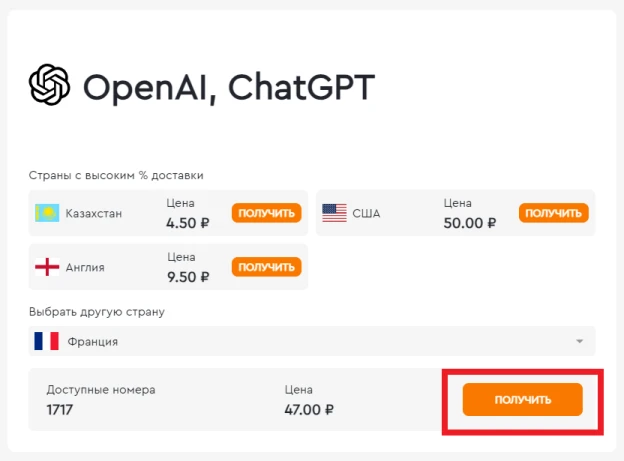 OpenAI, ChatGPT
Страны с высоким % доставки
Казахстан
Цена
4.50 ₽
ПОЛУЧИТЬ
США
Цена
50.00 ₽
ПОЛУЧИТЬ
Англия
Цена
9.50 ₽
ПОЛУЧИТЬ
Выбрать другую страну
Франция
Доступные номера
1717
Цена
47.00 ₽
ПОЛУЧИТЬ